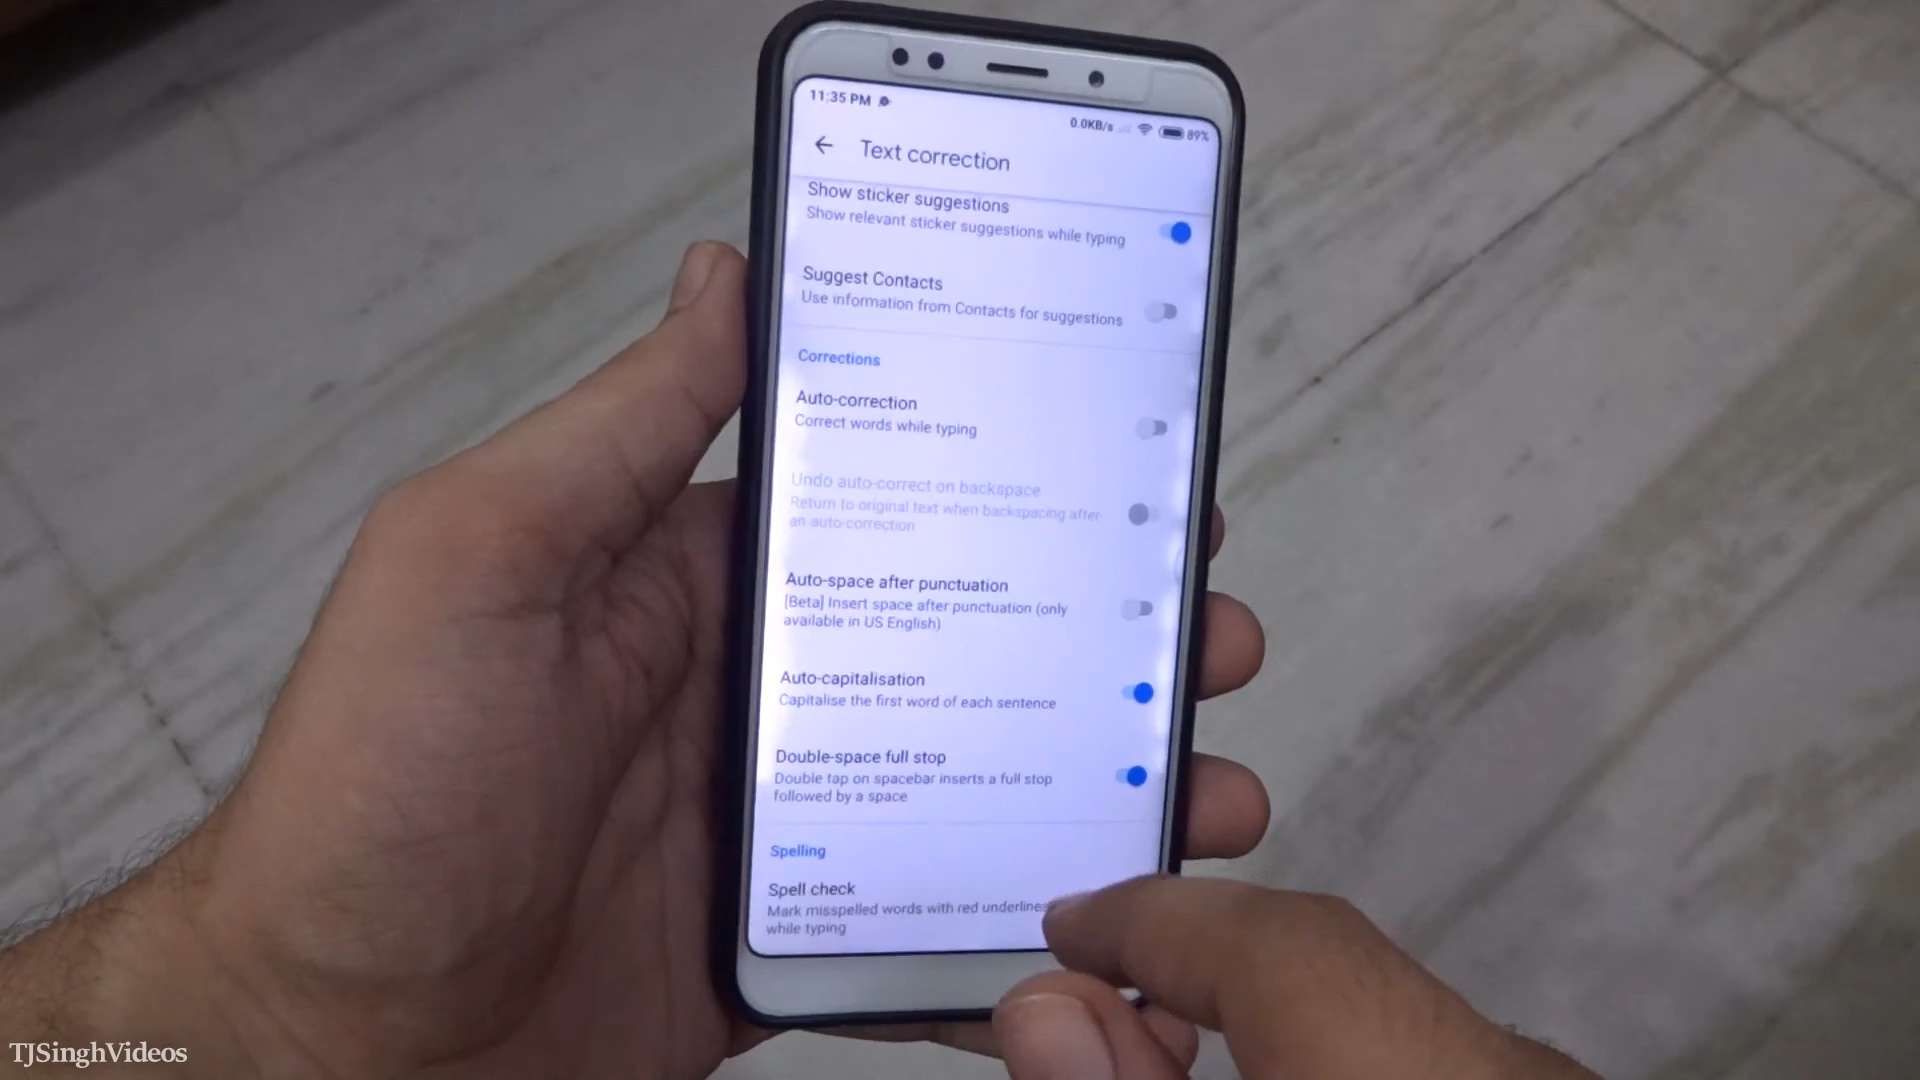 11:35 PM
0.0KB/s 89%
Text correction
Show sticker suggestions
Show relevant sticker suggestions while typing
Suggest Contacts
Use information from Contacts for suggestions
Corrections
Auto-correction
Correct words while typing
Undo auto-correct on backspace
Return to original text when backspacing after
an auto-correction
Auto-space after punctuation
[Beta] Insert space after punctuation (only
available in US English)
Auto-capitalisation
Capitalise the first word of each sentence
Double-space full stop
Double tap on spacebar inserts a full stop
followed by a space
Spelling
Spell check
Mark misspelled words with red underlines
while typing
TJSinghVideos